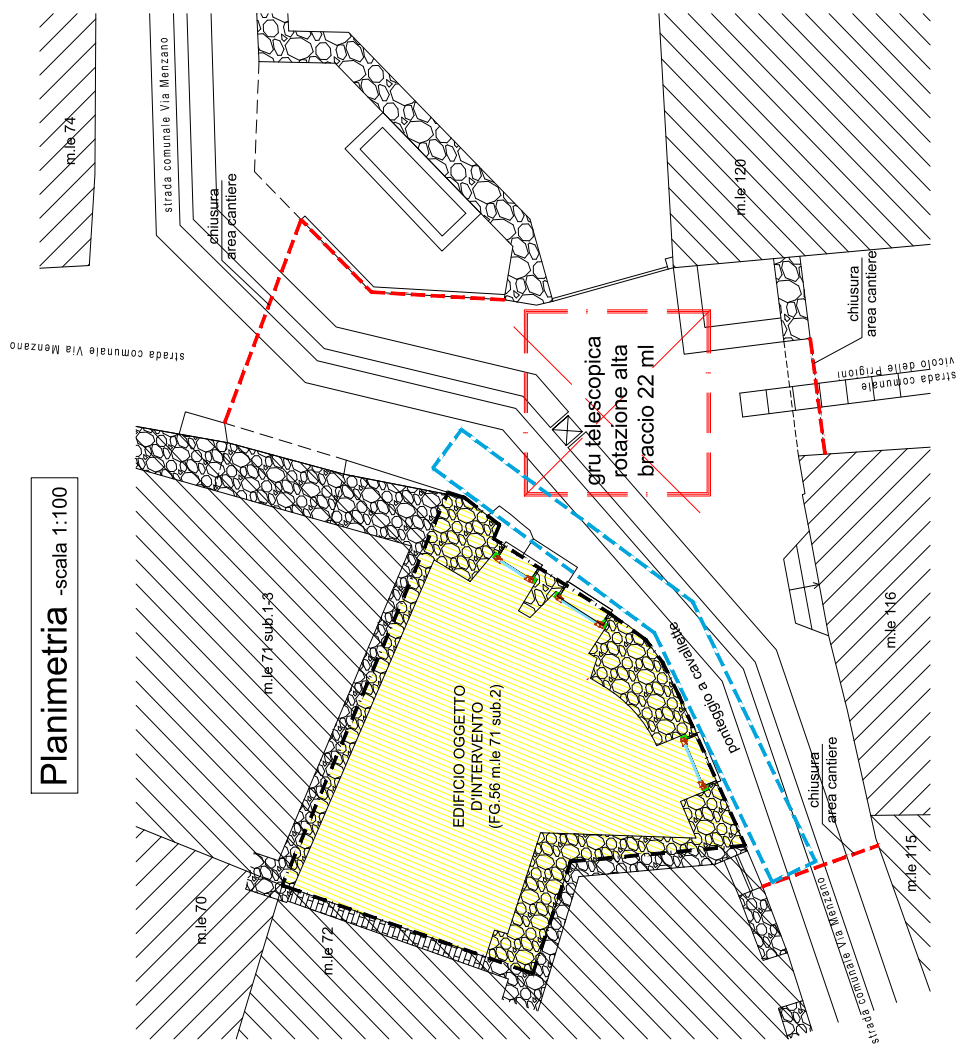 Planimetria -scala 1:100
m.le 74
strada comunale Via Menzano
chiusura
area cantiere
strada comunale Via Menzano
m.le 120
chiusura
area cantiere
strada comunale
vicolo delle Prigioni
gru telescopica
rotazione alta
braccio 22 ml
m.le 71 sub.1-3
EDIFICIO OGGETTO
D'INTERVENTO
(FG.56 m.le 71 sub.2)
ponteggio a cavallette
m.le 116
chiusura
area cantiere
m.le 70
m.le 72
m.le 115
strada comunale Via Menzano